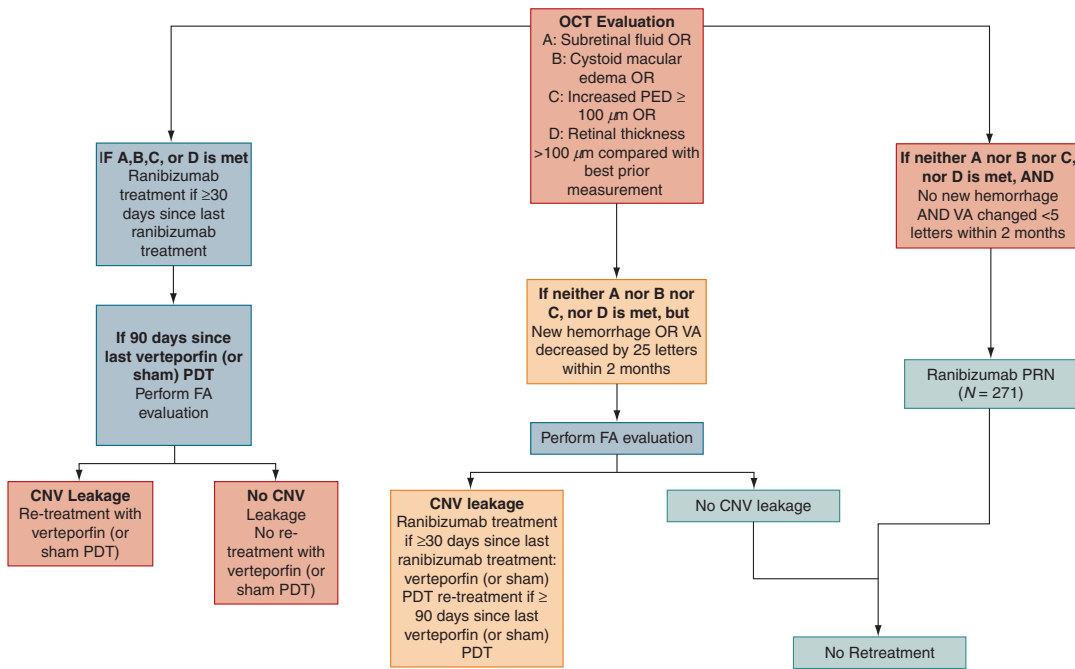 OCT Evaluation
A: Subretinal fluid OR
B: Cystoid macular
edema OR
C: Increased PED ≥
100 μm OR
D: Retinal thickness
>100 μm compared with
best prior
measurement
IF A,B,C, or D is met
Ranibizumab
treatment if ≥30
days since last
ranibizumab
treatment
If neither A nor B nor C,
nor D is met, AND
No new hemorrhage
AND VA changed <5
letters within 2 months
If neither A nor B nor
C, nor D is met, but
New hemorrhage OR VA
decreased by 25 letters
within 2 months
If 90 days since
last verteporfin (or
sham) PDT
Perform FA
evaluation
Ranibizumab PRN
(N = 271)
Perform FA evaluation
CNV Leakage
Re-treatment with
verteporfin (or
sham PDT)
No CNV
Leakage
No re-
treatment with
verteporfin (or
sham PDT)
CNV leakage
Ranibizumab treatment
if ≥30 days since last
ranibizumab treatment:
verteporfin (or sham)
PDT re-treatment if ≥
90 days since last
verteporfin (or sham)
PDT
No CNV leakage
No Retreatment